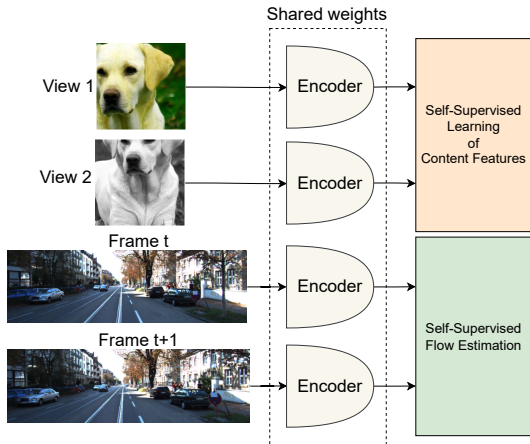 Shared weights
View 1
Encoder
Self-Supervised
Learning
of
Content Features
View 2
Encoder
Frame t
Encoder
Self-Supervised
Flow Estimation
Frame t+1
Encoder